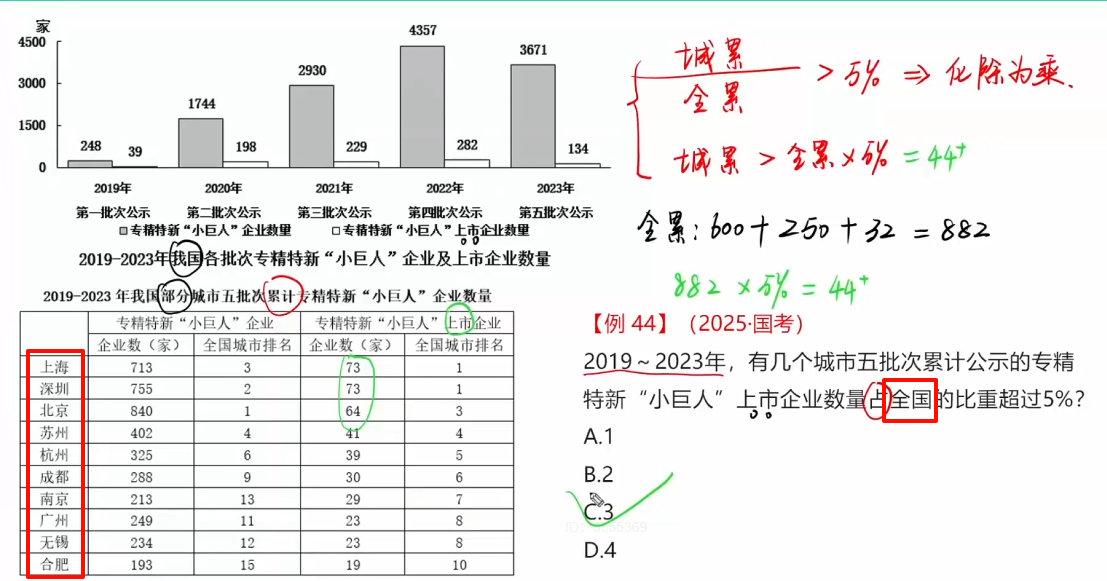 家
4500
3000
1500
0
248 39 1744 198 2930 229 4357 282 3671 134
2019年 2020年 2021年 2022年 2023年
第一批次公示 第二批次公示 第三批次公示 第四批次公示 第五批次公示
专精特新“小巨人”企业数量 专精特新“小巨人”上市企业数量
2019-2023年我国各批次专精特新“小巨人”企业及上市企业数量
2019-2023 年我国部分城市五批次累计专精特新“小巨人”企业数量
专精特新“小巨人”企业 专精特新“小巨人”上市企业
企业数（家） 全国城市排名 企业数（家） 全国城市排名
上海 713 3 73 1
深圳 755 2 73 1
北京 840 1 64 3
苏州 402 4 41 4
杭州 325 6 39 5
成都 288 9 30 6
南京 213 13 29 7
广州 249 11 23 8
无锡 234 12 23 8
合肥 193 15 19 10
城累
全累
> 5% ⇒ 化除为乘.
城累 > 全累×5% = 44⁺
全累: 600 + 250 + 32 = 882
882 × 5% = 44⁺
【例 44】（2025·国考）
2019～2023年，有几个城市五批次累计公示的专精
特新“小巨人”上市企业数量占全国的比重超过5%？
A.1
B.2
C.3
D.4